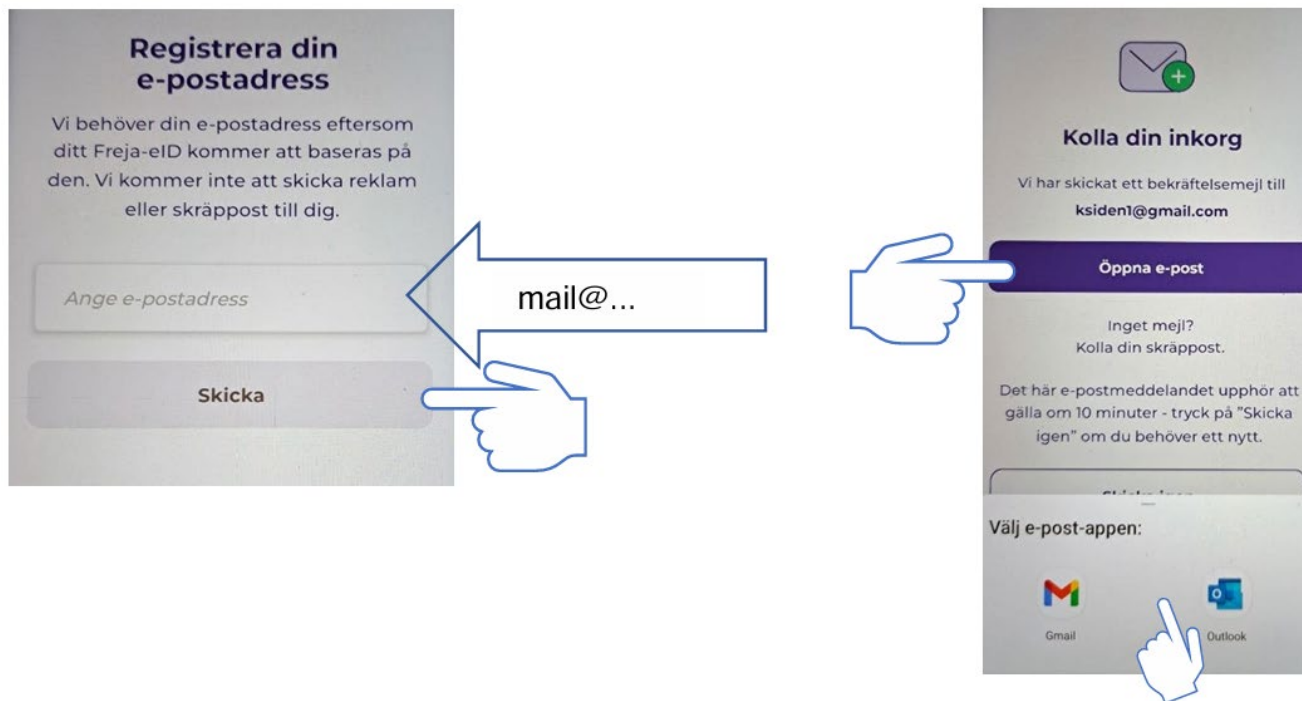 Registrera din
e-postadress
Vi behöver din e-postadress eftersom
ditt Freja-eID kommer att baseras på
den. Vi kommer inte att skicka reklam
eller skräppost till dig.
Ange e-postadress
mail@...
Skicka
Kolla din inkorg
Vi har skickat ett bekräftelsemejl till
ksiden1@gmail.com
Öppna e-post
Inget mejl?
Kolla din skräppost.
Det här e-postmeddelandet upphör att
gälla om 10 minuter - tryck på ”Skicka
igen” om du behöver ett nytt.
Välj e-post-appen:
Gmail
Outlook